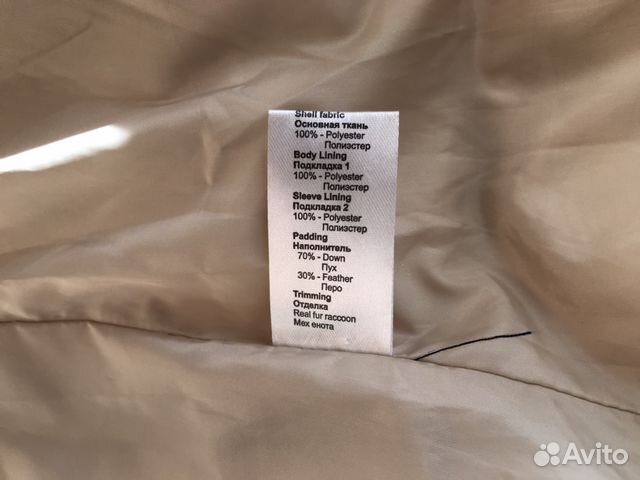 Shell fabric
Основная ткань
100% - Polyester
Полиэстер
Body Lining
Подкладка 1
100% - Polyester
Полиэстер
Sleeve Lining
Подкладка 2
100% - Polyester
Полиэстер
Padding
Наполнитель
70% - Down
Пух
30% - Feather
Перо
Trimming
Отделка
Real fur raccoon
Мех енота
Avito